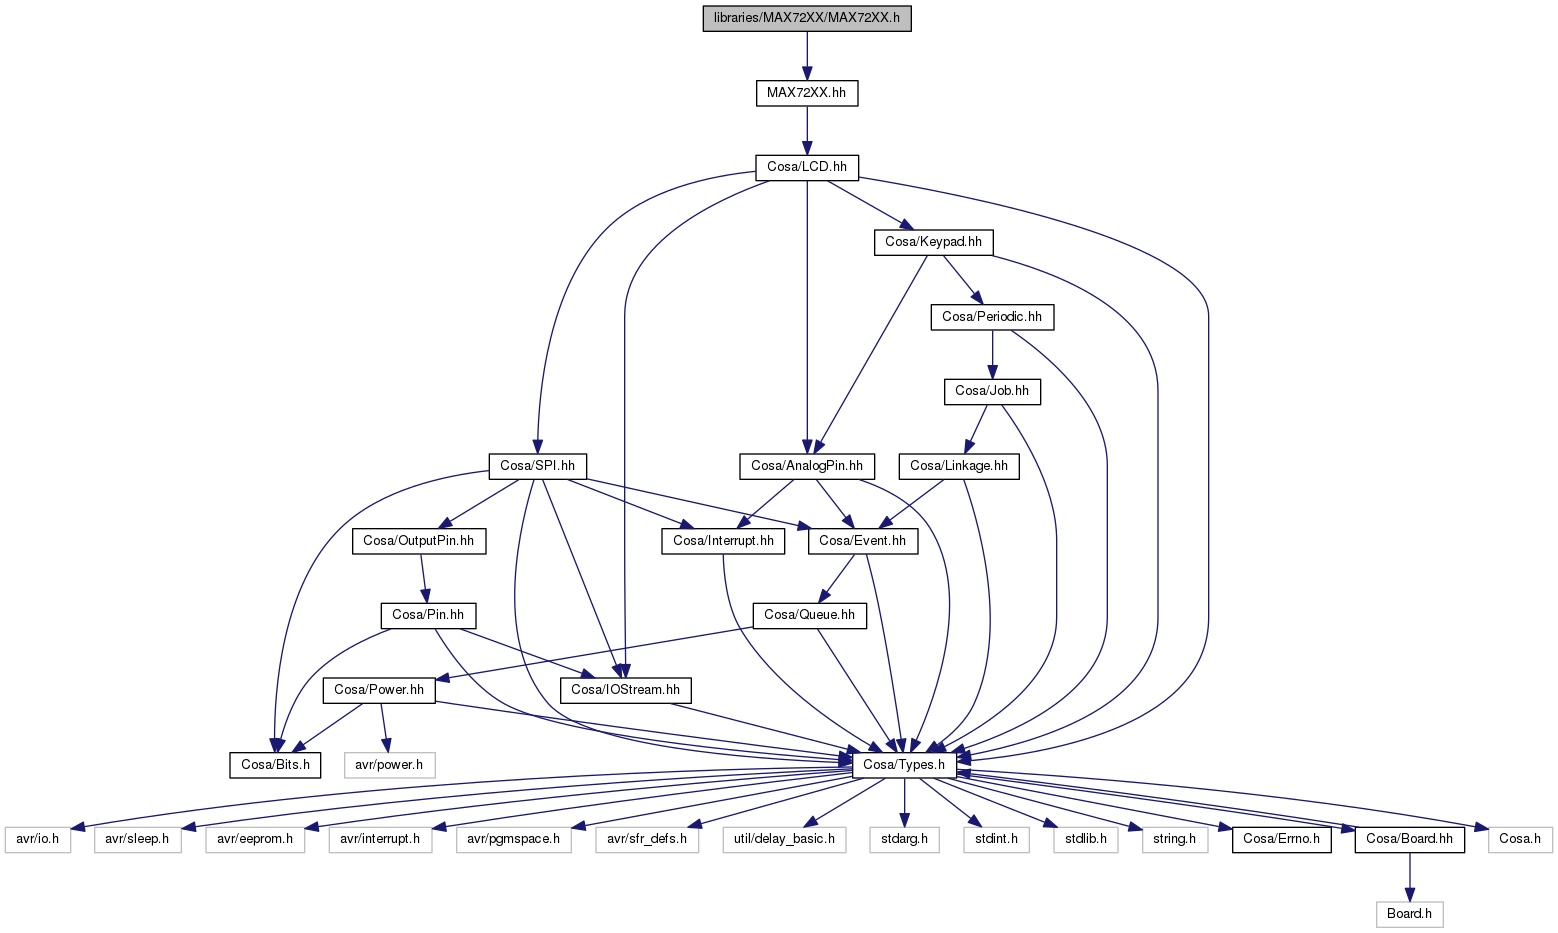 libraries/MAX72XX/MAX72XX.h
MAX72XX.hh
Cosa/LCD.hh
Cosa/Keypad.hh
Cosa/Periodic.hh
Cosa/Job.hh
Cosa/SPI.hh
Cosa/AnalogPin.hh
Cosa/Linkage.hh
Cosa/OutputPin.hh
Cosa/Interrupt.hh
Cosa/Event.hh
Cosa/Pin.hh
Cosa/Queue.hh
Cosa/Power.hh
Cosa/IOStream.hh
Cosa/Bits.h
avr/power.h
Cosa/Types.h
avr/io.h
avr/sleep.h
avr/eeprom.h
avr/interrupt.h
avr/pgmspace.h
avr/sfr_defs.h
util/delay_basic.h
stdarg.h
stdint.h
stdlib.h
string.h
Cosa/Errno.h
Cosa/Board.hh
Cosa.h
Board.h